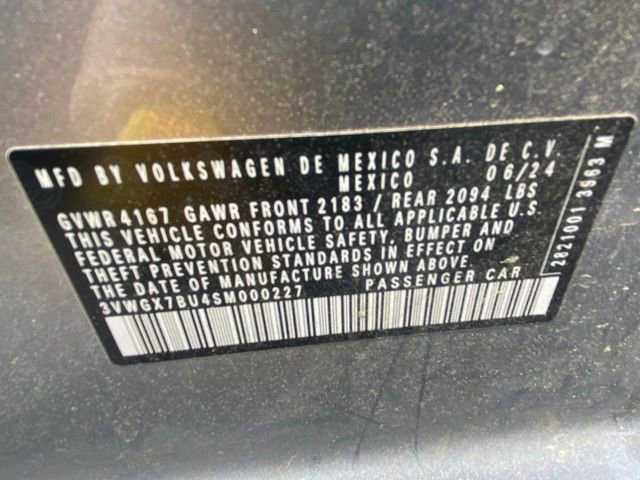 MFD BY VOLKSWAGEN DE MEXICO S.A. DE C.V.
MEXICO 06/24
GVWR 4167 GAWR FRONT 2183 / REAR 2094 LBS
THIS VEHICLE CONFORMS TO ALL APPLICABLE U.S.
FEDERAL MOTOR VEHICLE SAFETY, BUMPER AND
THEFT PREVENTION STANDARDS IN EFFECT ON
THE DATE OF MANUFACTURE SHOWN ABOVE.
3VWGX7BU4SM000227 PASSENGER CAR
2821001 3963 M